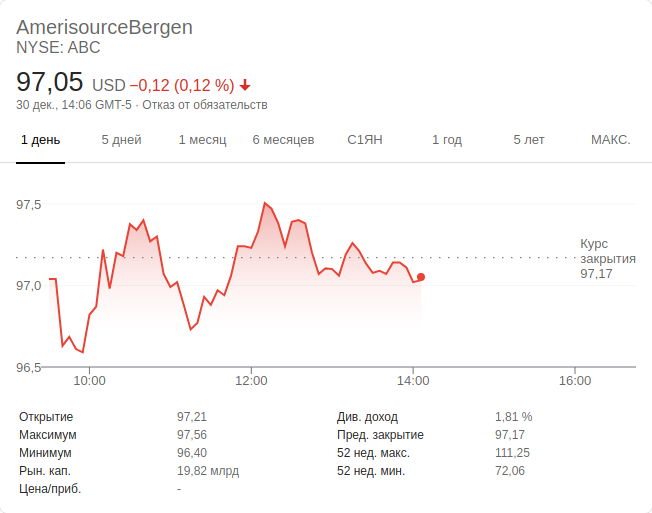 AmerisourceBergen
NYSE: ABC
97,05 USD −0,12 (0,12 %)
30 дек., 14:06 GMT-5 · Отказ от обязательств
1 день 5 дней 1 месяц 6 месяцев С1ЯН 1 год 5 лет МАКС.
97,5
Курс
закрытия
97,17
97,0
96,5
10:00 12:00 14:00 16:00
Открытие 97,21 Див. доход 1,81 %
Максимум 97,56 Пред. закрытие 97,17
Минимум 96,40 52 нед. макс. 111,25
Рын. кап. 19,82 млрд 52 нед. мин. 72,06
Цена/приб. -